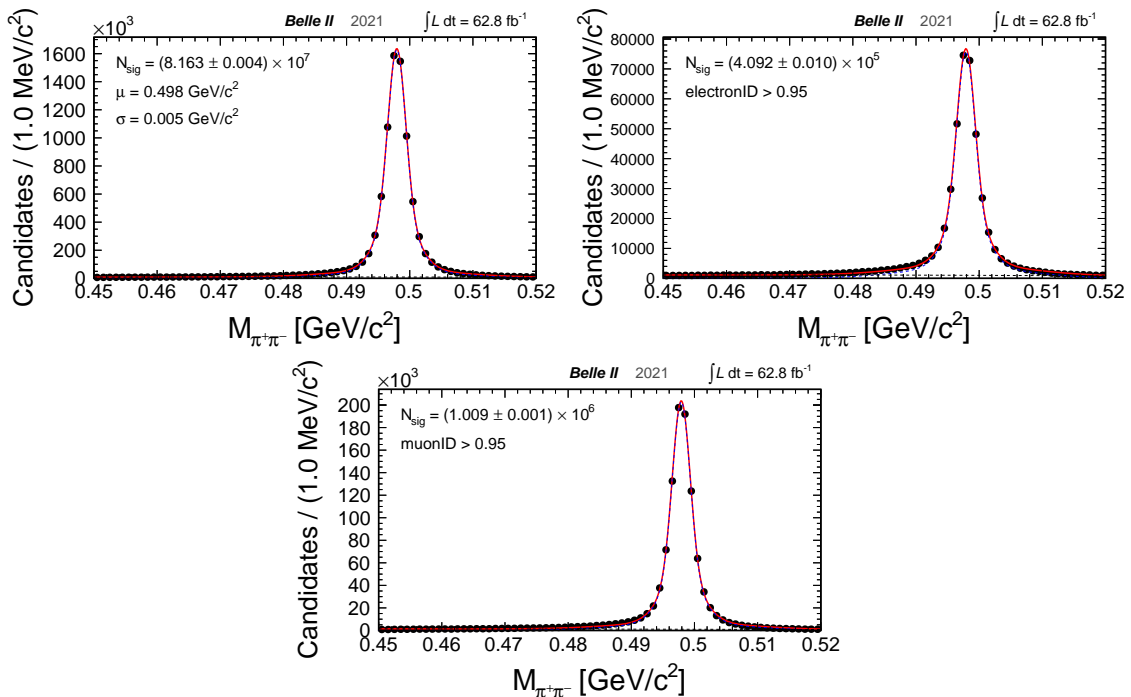 Belle II 2021 ∫L dt = 62.8 fb⁻¹
×10³
N_sig = (8.163 ± 0.004) × 10⁷
μ = 0.498 GeV/c²
σ = 0.005 GeV/c²
Candidates / (1.0 MeV/c²)
1600
1400
1200
1000
800
600
400
200
0
0.45 0.46 0.47 0.48 0.49 0.5 0.51 0.52
M_π⁺π⁻ [GeV/c²]
Belle II 2021 ∫L dt = 62.8 fb⁻¹
N_sig = (4.092 ± 0.010) × 10⁵
electronID > 0.95
Candidates / (1.0 MeV/c²)
80000
70000
60000
50000
40000
30000
20000
10000
0
0.45 0.46 0.47 0.48 0.49 0.5 0.51 0.52
M_π⁺π⁻ [GeV/c²]
Belle II 2021 ∫L dt = 62.8 fb⁻¹
×10³
N_sig = (1.009 ± 0.001) × 10⁶
muonID > 0.95
Candidates / (1.0 MeV/c²)
200
180
160
140
120
100
80
60
40
20
0
0.45 0.46 0.47 0.48 0.49 0.5 0.51 0.52
M_π⁺π⁻ [GeV/c²]